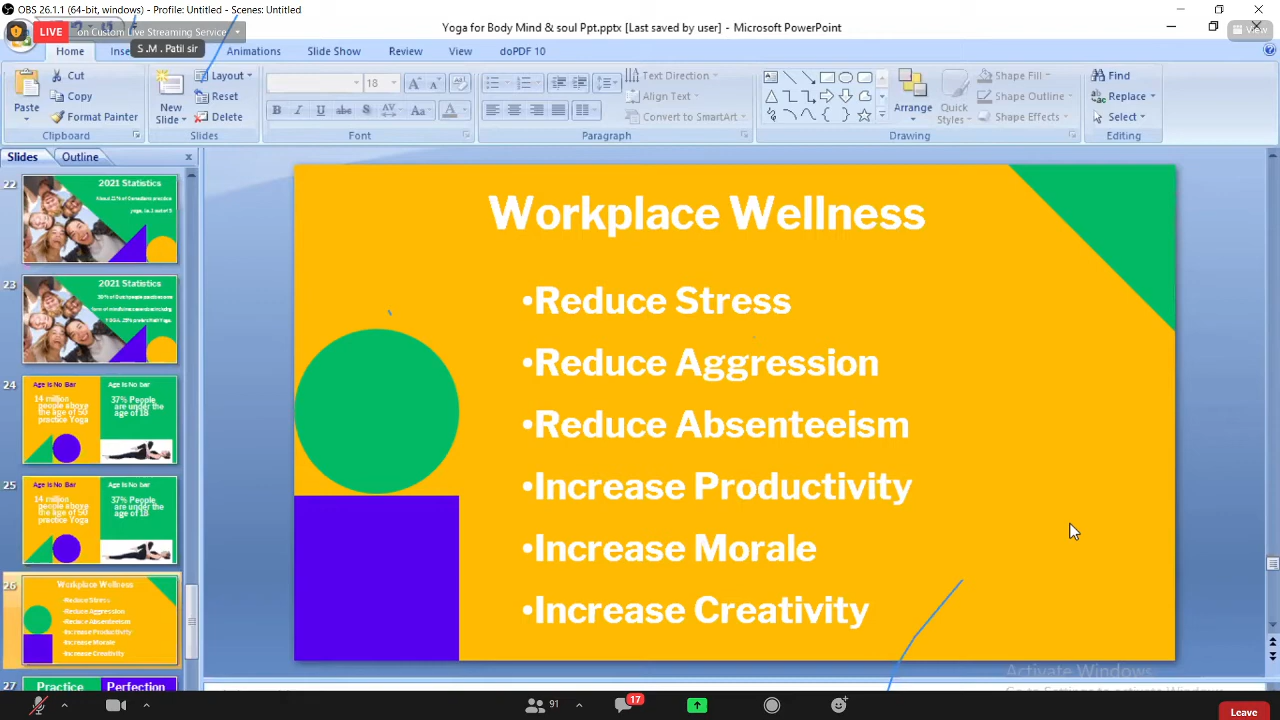 OBS 26.1.1 (64-bit, windows) - Profile: Untitled - Scenes: Untitled
LIVE on Custom Live Streaming Service
Yoga for Body Mind & soul Ppt.pptx [Last saved by user] - Microsoft PowerPoint
View
S .M . Patil sir
Home Animations Slide Show Review View doPDF 10
Paste
Cut
Copy
Format Painter
Clipboard
New Slide
Layout
Reset
Delete
Slides
18
Font
Text Direction
Align Text
Convert to SmartArt
Paragraph
Arrange
Quick Styles
Shape Fill
Shape Outline
Shape Effects
Drawing
Find
Replace
Select
Editing
Slides Outline
22
2021 Statistics
23
2021 Statistics
24
Age Is No Bar
14 million
people above
the age of 50
practice Yoga
Age Is No bar
37% People
are under the
age of 18
25
Age Is No Bar
14 million
people above
the age of 50
practice Yoga
Age Is No bar
37% People
are under the
age of 18
26
Workplace Wellness
•Reduce Stress
•Reduce Aggression
•Reduce Absenteeism
•Increase Productivity
•Increase Morale
•Increase Creativity
27
Practice Perfection
Workplace Wellness
•Reduce Stress
•Reduce Aggression
•Reduce Absenteeism
•Increase Productivity
•Increase Morale
•Increase Creativity
Activate Windows
91
17
Leave